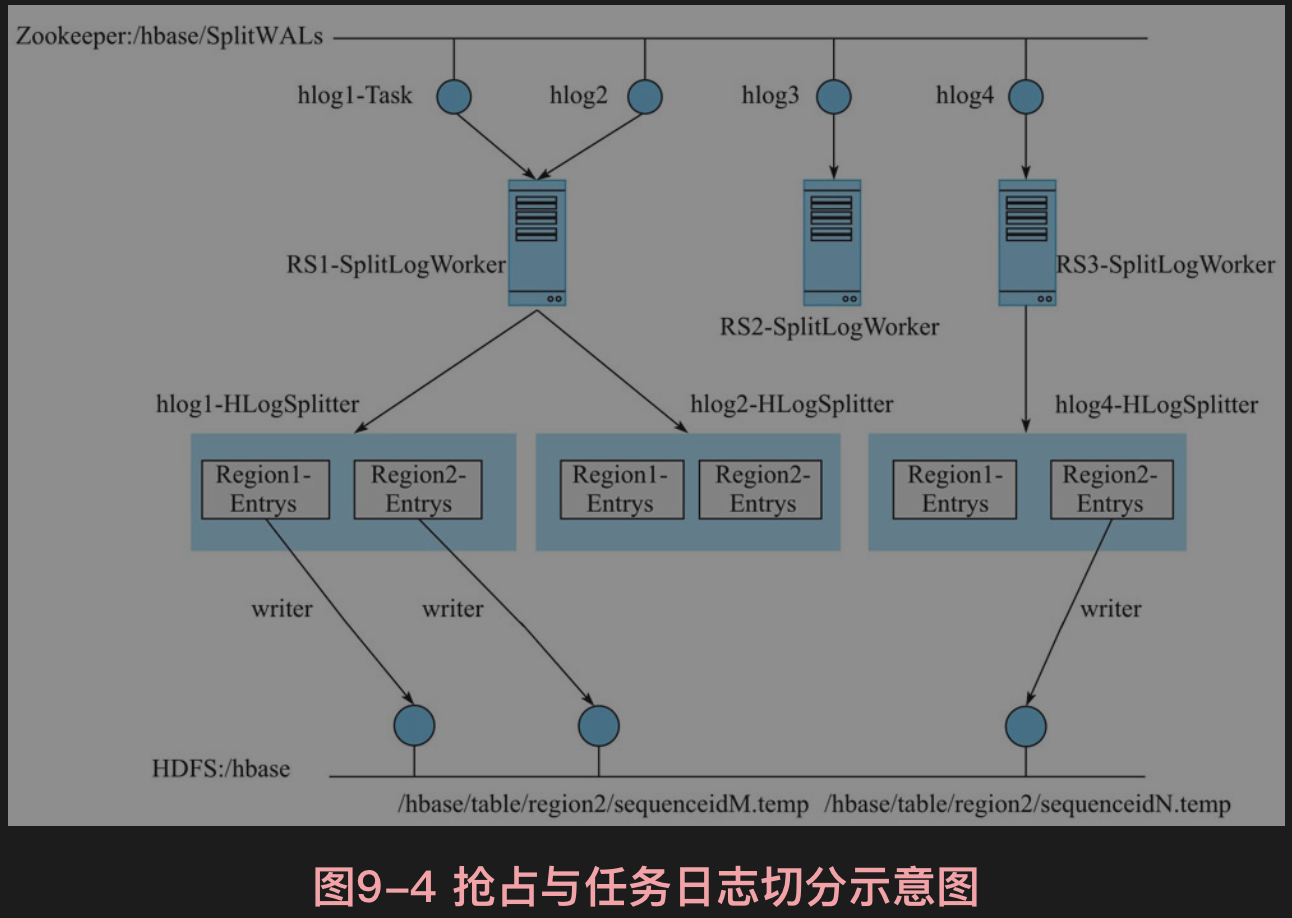 Zookeeper:/hbase/SplitWALs
hlog1-Task
hlog2
hlog3
hlog4
RS1-SplitLogWorker
RS3-SplitLogWorker
RS2-SplitLogWorker
hlog1-HLogSplitter
hlog2-HLogSplitter
hlog4-HLogSplitter
Region1-
Entrys
Region2-
Entrys
Region1-
Entrys
Region2-
Entrys
Region1-
Entrys
Region2-
Entrys
writer
writer
writer
HDFS:/hbase
/hbase/table/region2/sequenceidM.temp
/hbase/table/region2/sequenceidN.temp
图9-4 抢占与任务日志切分示意图